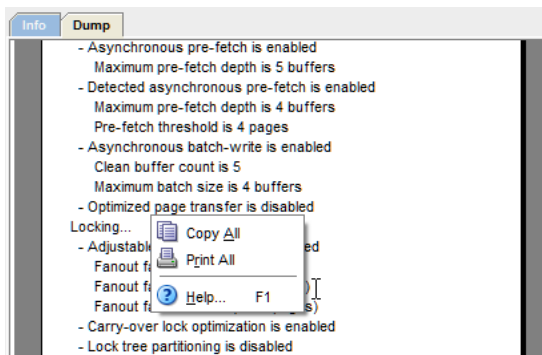 Info Dump
- Asynchronous pre-fetch is enabled
Maximum pre-fetch depth is 5 buffers
- Detected asynchronous pre-fetch is enabled
Maximum pre-fetch depth is 4 buffers
Pre-fetch threshold is 4 pages
- Asynchronous batch-write is enabled
Clean buffer count is 5
Maximum batch size is 4 buffers
- Optimized page transfer is disabled
Locking...
Copy All
- Adjustable ed
Print All
Fanout
Fanout )
Help... F1
Fanout s)
- Carry-over lock optimization is enabled
- Lock tree partitioning is disabled